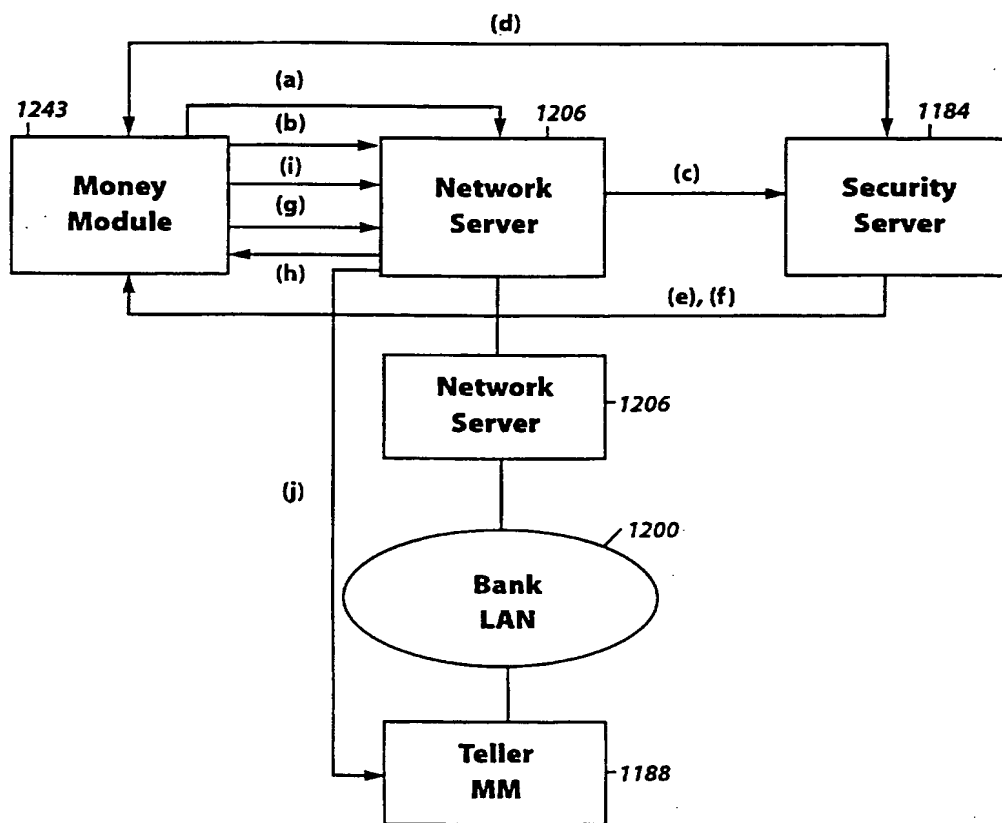 (d)
(a)
1243
(b)
1206
1184
Money
Module
(i)
(g)
(h)
Network
Server
(c)
Security
Server
(e), (f)
Network
Server
1206
(j)
1200
Bank
LAN
Teller
MM
1188